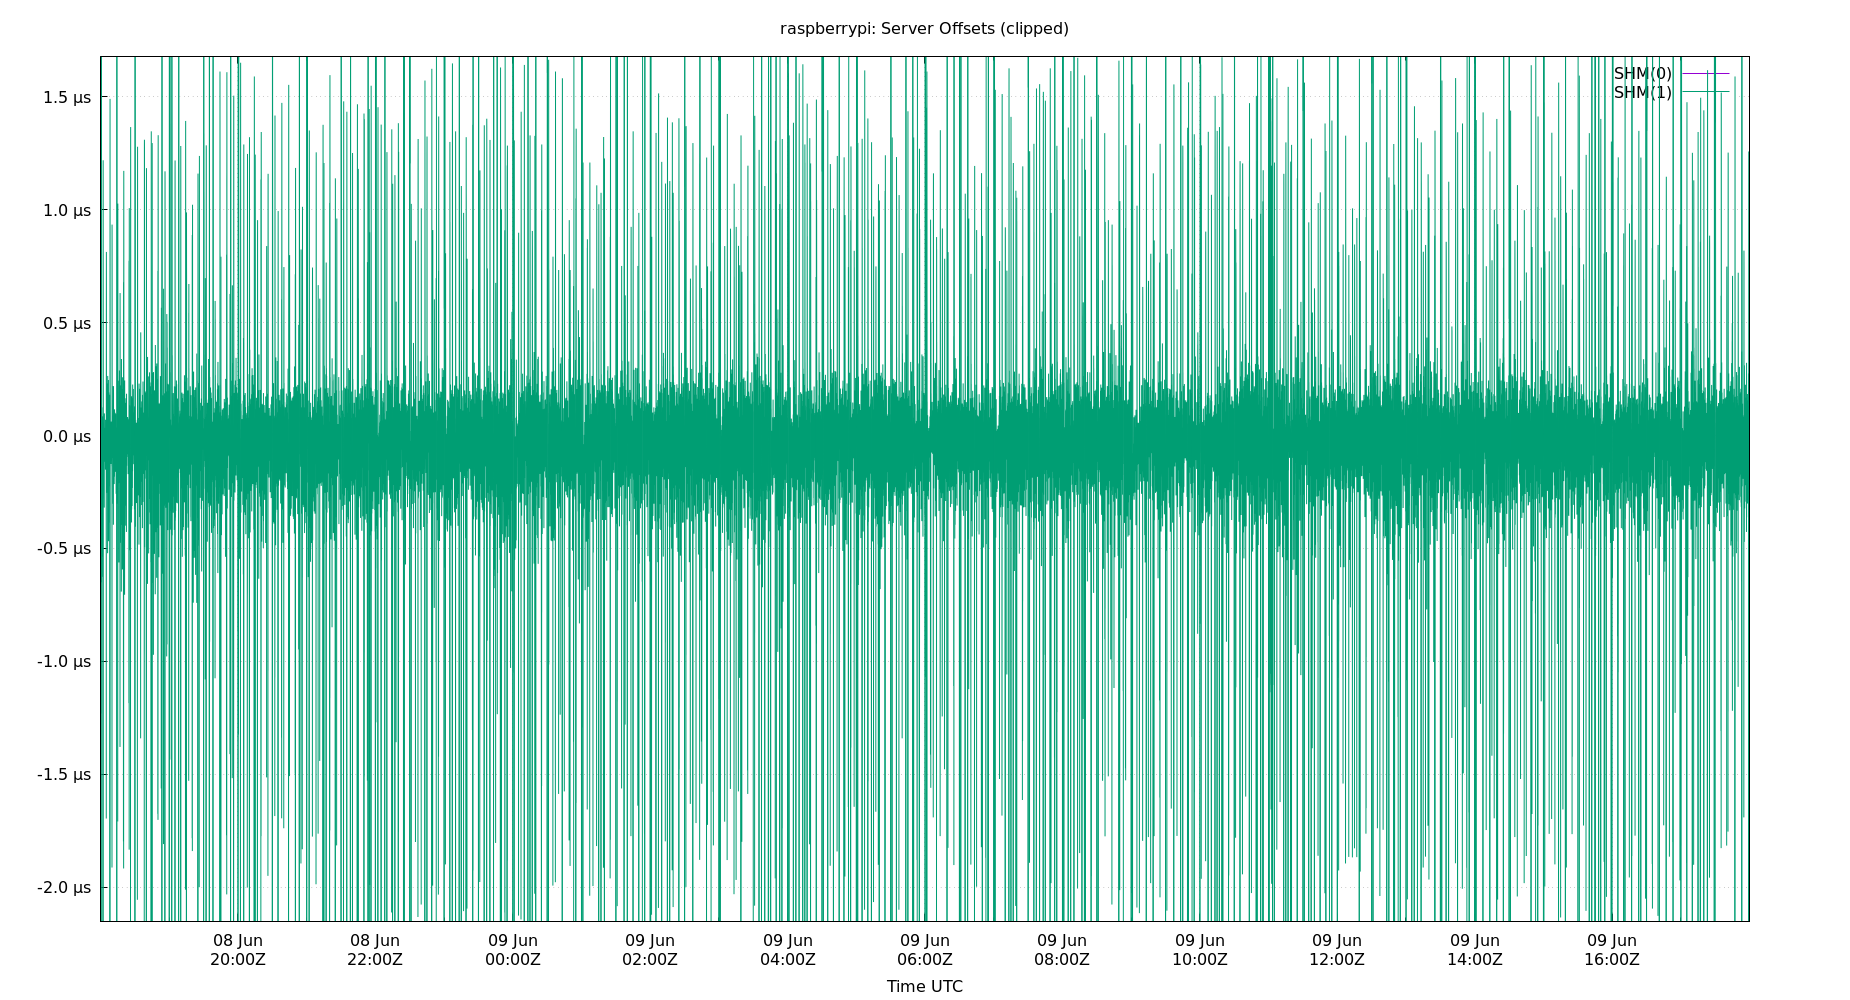 raspberrypi: Server Offsets (clipped)
SHM(0)
SHM(1)
1.5 µs
1.0 µs
0.5 µs
0.0 µs
-0.5 µs
-1.0 µs
-1.5 µs
-2.0 µs
08 Jun 08 Jun 09 Jun 09 Jun 09 Jun 09 Jun 09 Jun 09 Jun 09 Jun 09 Jun 09 Jun
20:00Z 22:00Z 00:00Z 02:00Z 04:00Z 06:00Z 08:00Z 10:00Z 12:00Z 14:00Z 16:00Z
Time UTC